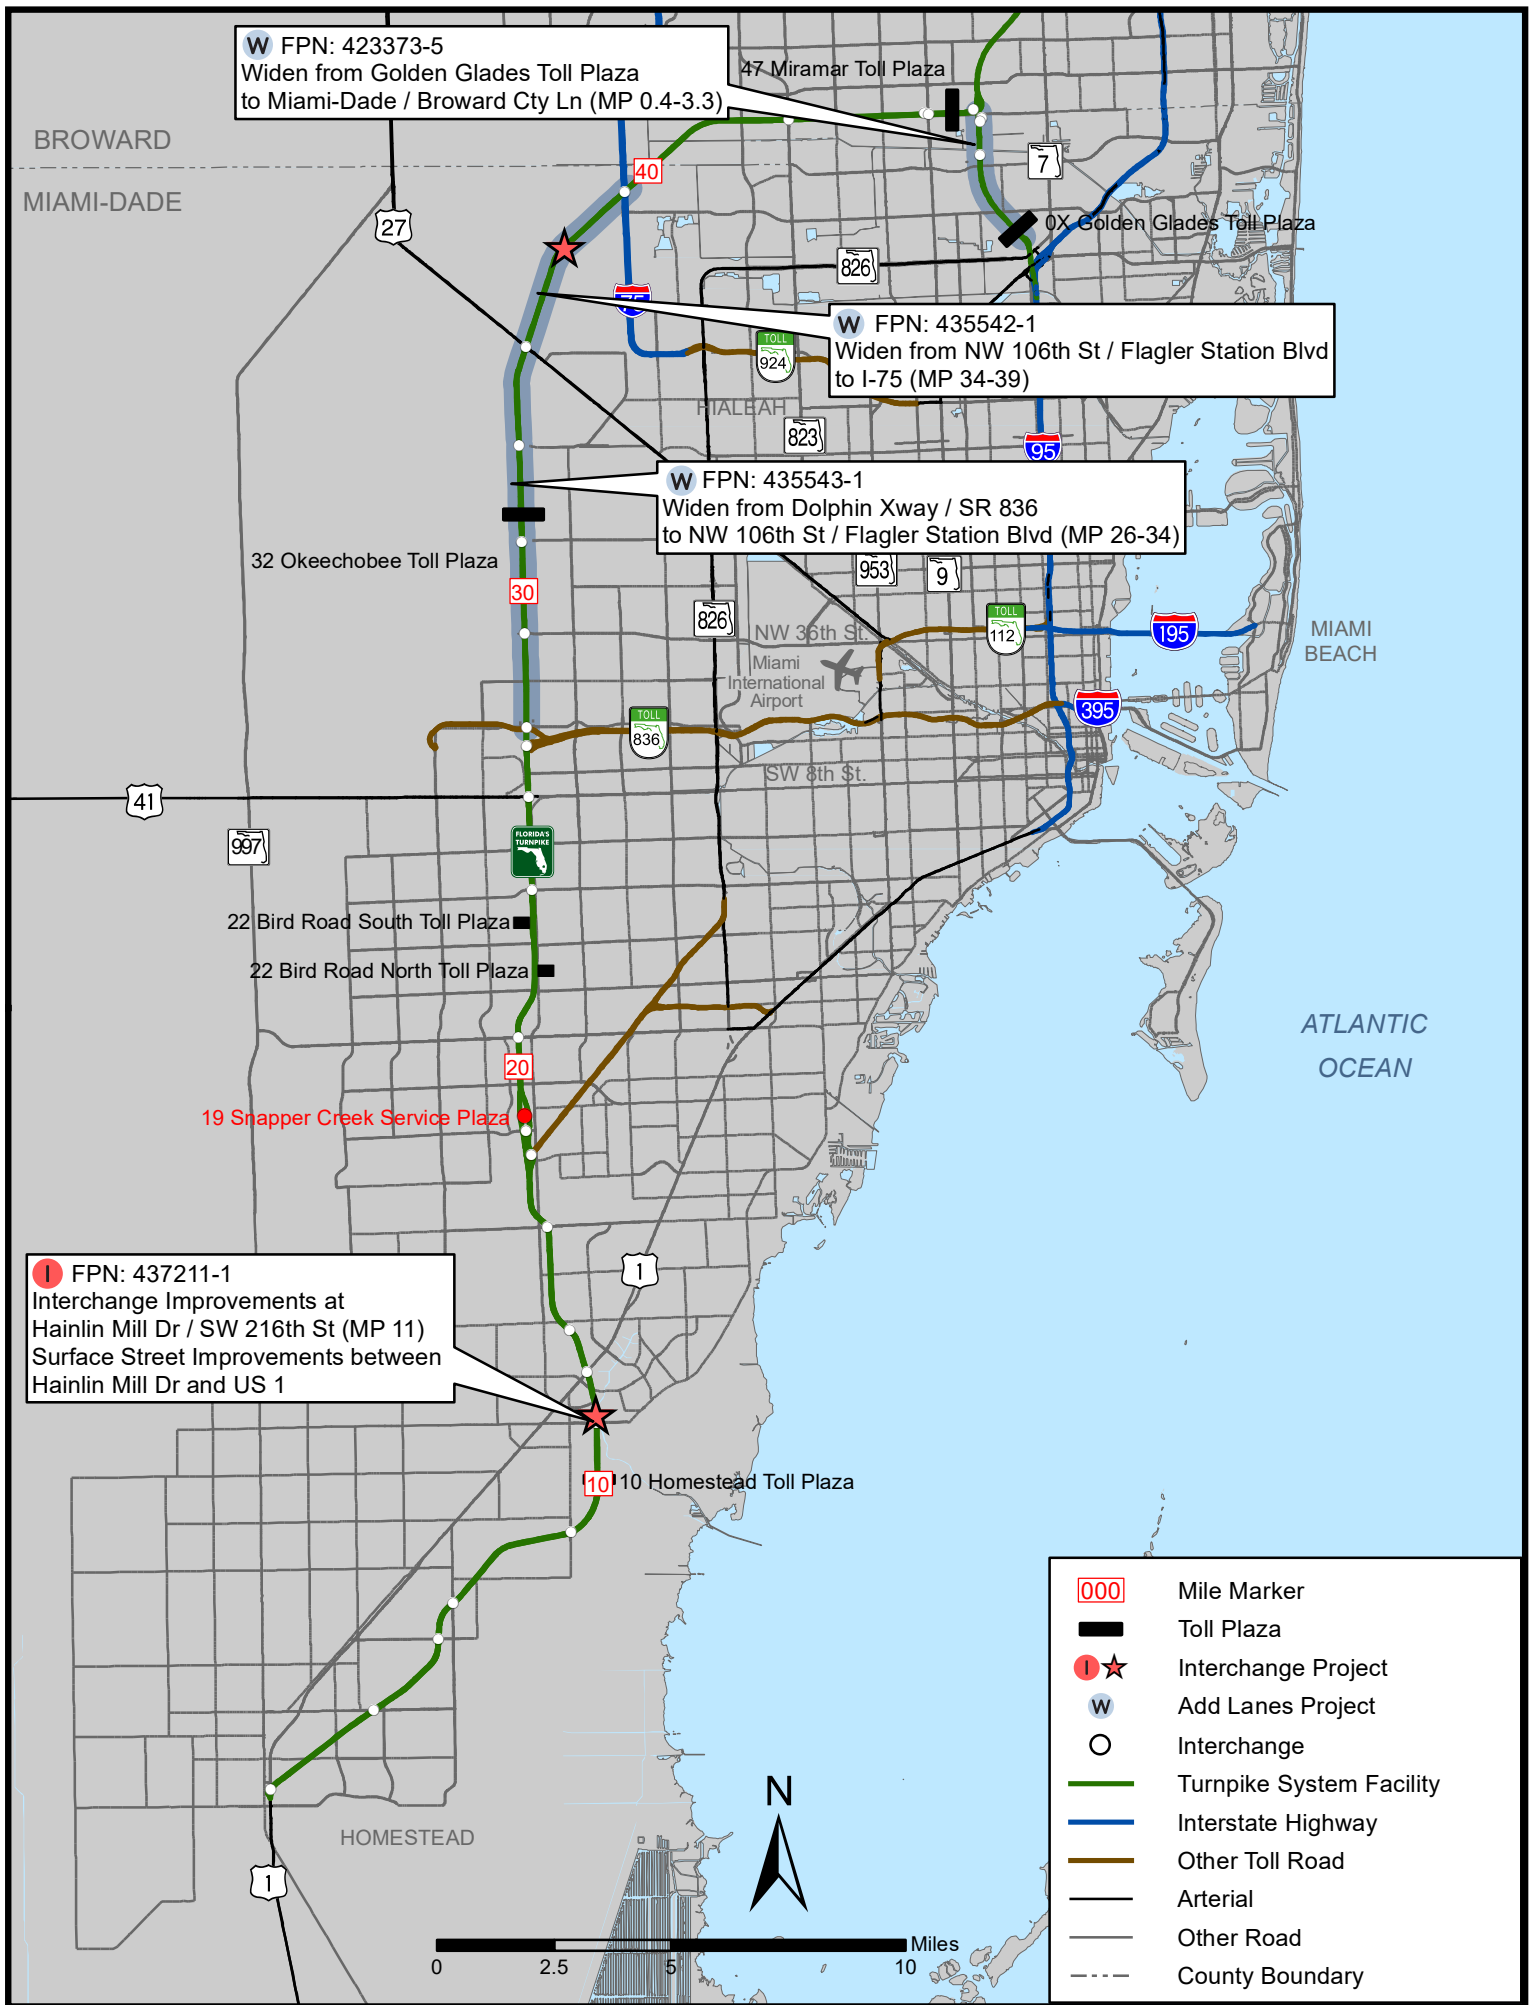 W FPN: 423373-5
Widen from Golden Glades Toll Plaza
to Miami-Dade / Broward Cty Ln (MP 0.4-3.3)
47 Miramar Toll Plaza
BROWARD
MIAMI-DADE
40
7
27
0X Golden Glades Toll Plaza
826
75
W FPN: 435542-1
Widen from NW 106th St / Flagler Station Blvd
to I-75 (MP 34-39)
TOLL
924
HIALEAH
823
95
W FPN: 435543-1
Widen from Dolphin Xway / SR 836
to NW 106th St / Flagler Station Blvd (MP 26-34)
32 Okeechobee Toll Plaza
953
9
30
826
TOLL
112
195
NW 36th St.
MIAMI
BEACH
Miami
International
Airport
395
TOLL
836
SW 8th St.
41
997
FLORIDA'S
TURNPIKE
22 Bird Road South Toll Plaza
22 Bird Road North Toll Plaza
ATLANTIC
OCEAN
20
19 Snapper Creek Service Plaza
1
I FPN: 437211-1
Interchange Improvements at
Hainlin Mill Dr / SW 216th St (MP 11)
Surface Street Improvements between
Hainlin Mill Dr and US 1
10
10 Homestead Toll Plaza
HOMESTEAD
1
N
Miles
0 2.5 5 10
000 Mile Marker
Toll Plaza
I Interchange Project
W Add Lanes Project
Interchange
Turnpike System Facility
Interstate Highway
Other Toll Road
Arterial
Other Road
County Boundary